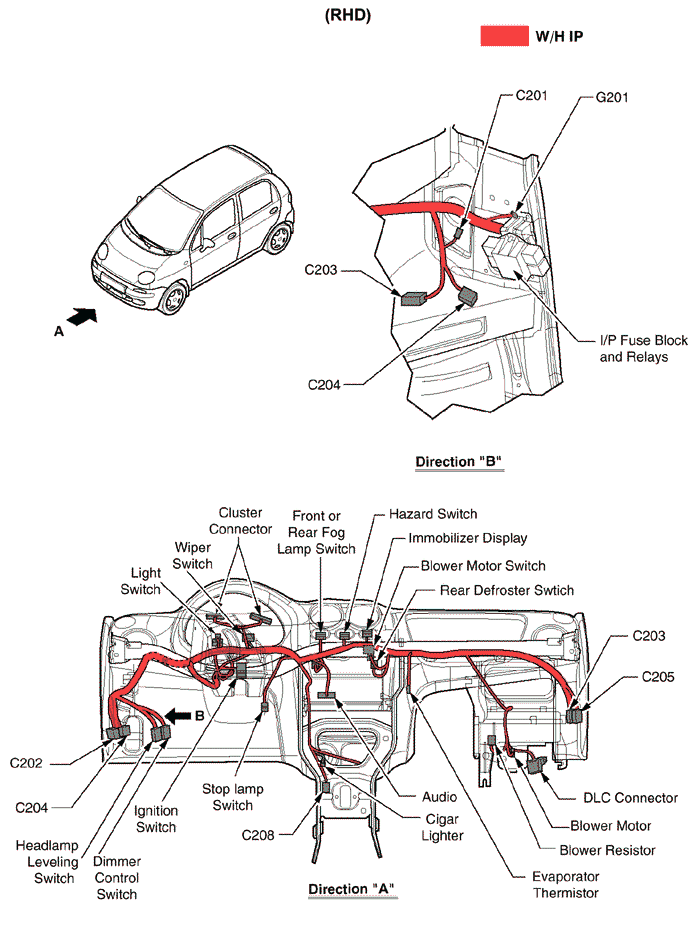 (RHD)
W/H IP
C201
G201
C203
A
I/P Fuse Block
and Relays
C204
Direction "B"
Cluster
Connector
Front or
Rear Fog
Lamp Switch
Hazard Switch
Immobilizer Display
Wiper
Switch
Blower Motor Switch
Light
Switch
Rear Defroster Swtich
C203
C205
B
C202
C204
Headlamp
Leveling
Switch
Dimmer
Control
Switch
Ignition
Switch
Stop lamp
Switch
C208
Audio
Cigar
Lighter
DLC Connector
Blower Motor
Blower Resistor
Evaporator
Thermistor
Direction "A"